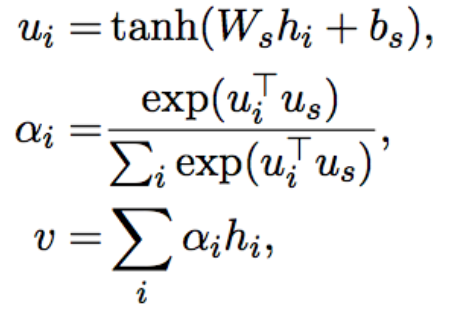 u_i = tanh(W_s h_i + b_s),
α_i = exp(u_i^⊤ u_s) / ∑_i exp(u_i^⊤ u_s),
v = ∑_i α_i h_i,